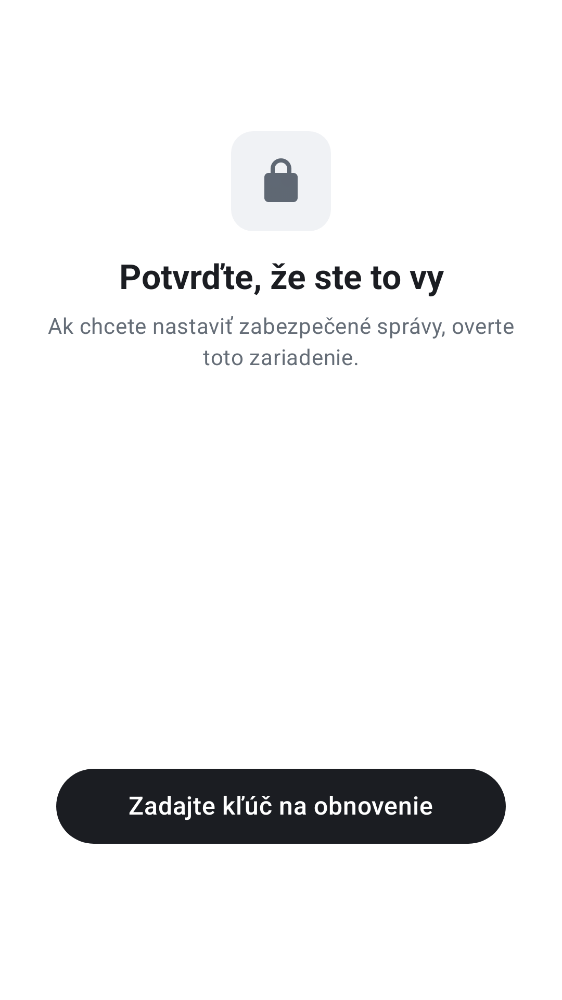 Potvrďte, že ste to vy
Ak chcete nastaviť zabezpečené správy, overte
toto zariadenie.
Zadajte kľúč na obnovenie